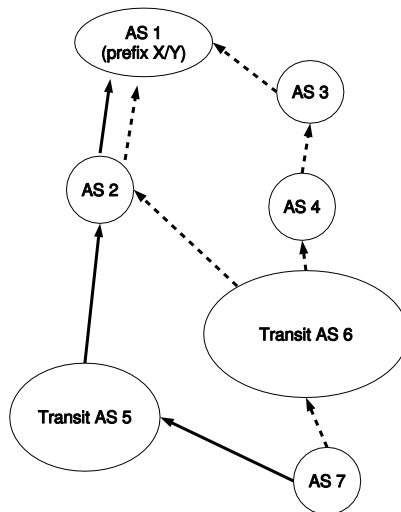 AS 1
(prefix X/Y)
AS 3
AS 2
AS 4
Transit AS 6
Transit AS 5
AS 7